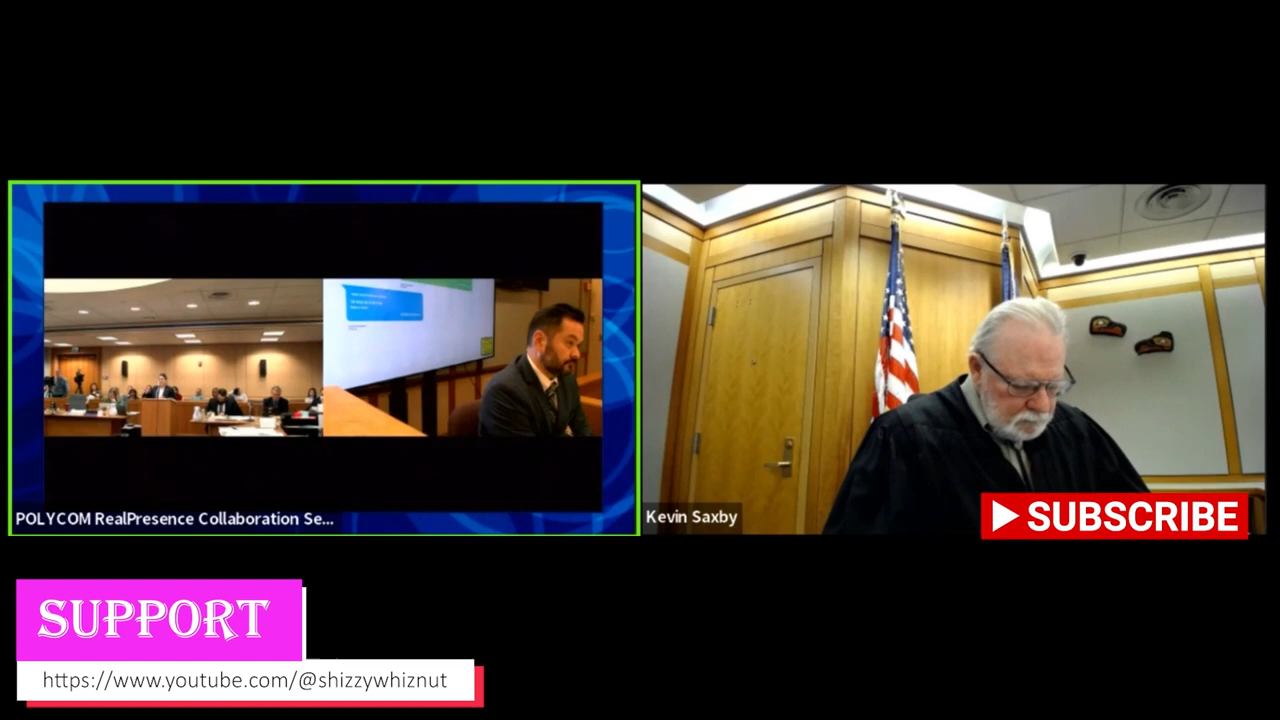 POLYCOM RealPresence Collaboration Se...
Kevin Saxby
SUBSCRIBE
SUPPORT
https://www.youtube.com/@shizzywhiznut